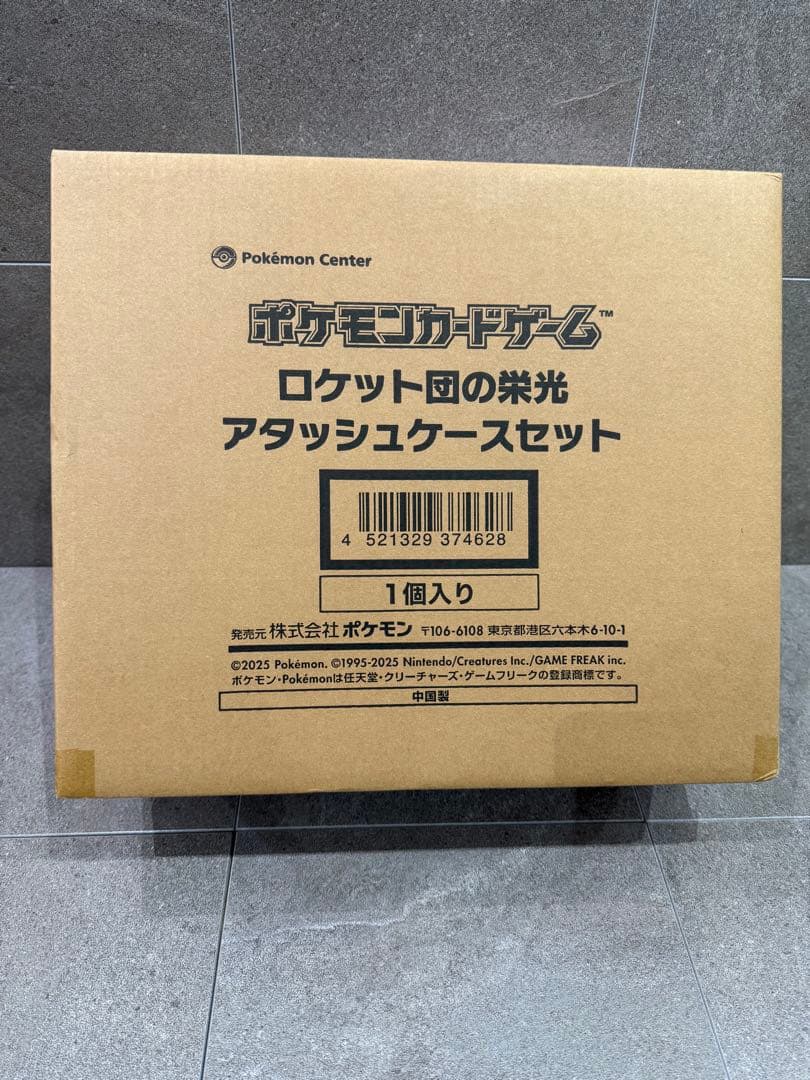 Pokémon Center
ポケモンカードゲーム™
ロケット団の栄光
アタッシュケースセット
4 521329 374628
1個入り
発売元 株式会社 ポケモン 〒106-6108 東京都港区六本木6-10-1
©2025 Pokémon. ©1995-2025 Nintendo/Creatures Inc./GAME FREAK inc.
ポケモン・Pokémonは任天堂・クリーチャーズ・ゲームフリークの登録商標です。
中国製